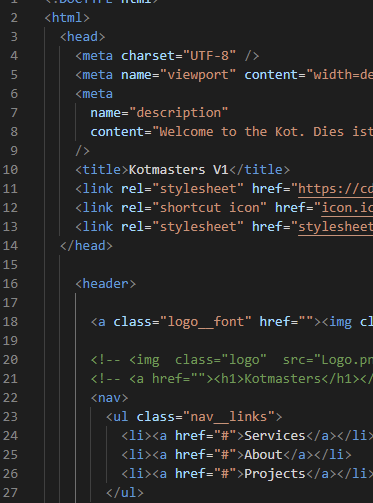 1 <!DOCTYPE html>
2 <html>
3 <head>
4 <meta charset="UTF-8" />
5 <meta name="viewport" content="width=de
6 <meta
7 name="description"
8 content="Welcome to the Kot. Dies ist
9 />
10 <title>Kotmasters V1</title>
11 <link rel="stylesheet" href="https://cd
12 <link rel="shortcut icon" href="icon.ic
13 <link rel="stylesheet" href="stylesheet
14 </head>
15
16 <header>
17
18 <a class="logo__font" href=""><img c
19
20 <!-- <img  class="logo"  src="Logo.pr
21 <!-- <a href=""><h1>Kotmasters</h1></
22 <nav>
23 <ul class="nav__links">
24 <li><a href="#">Services</a></li>
25 <li><a href="#">About</a></li>
26 <li><a href="#">Projects</a></li>
27 </ul>